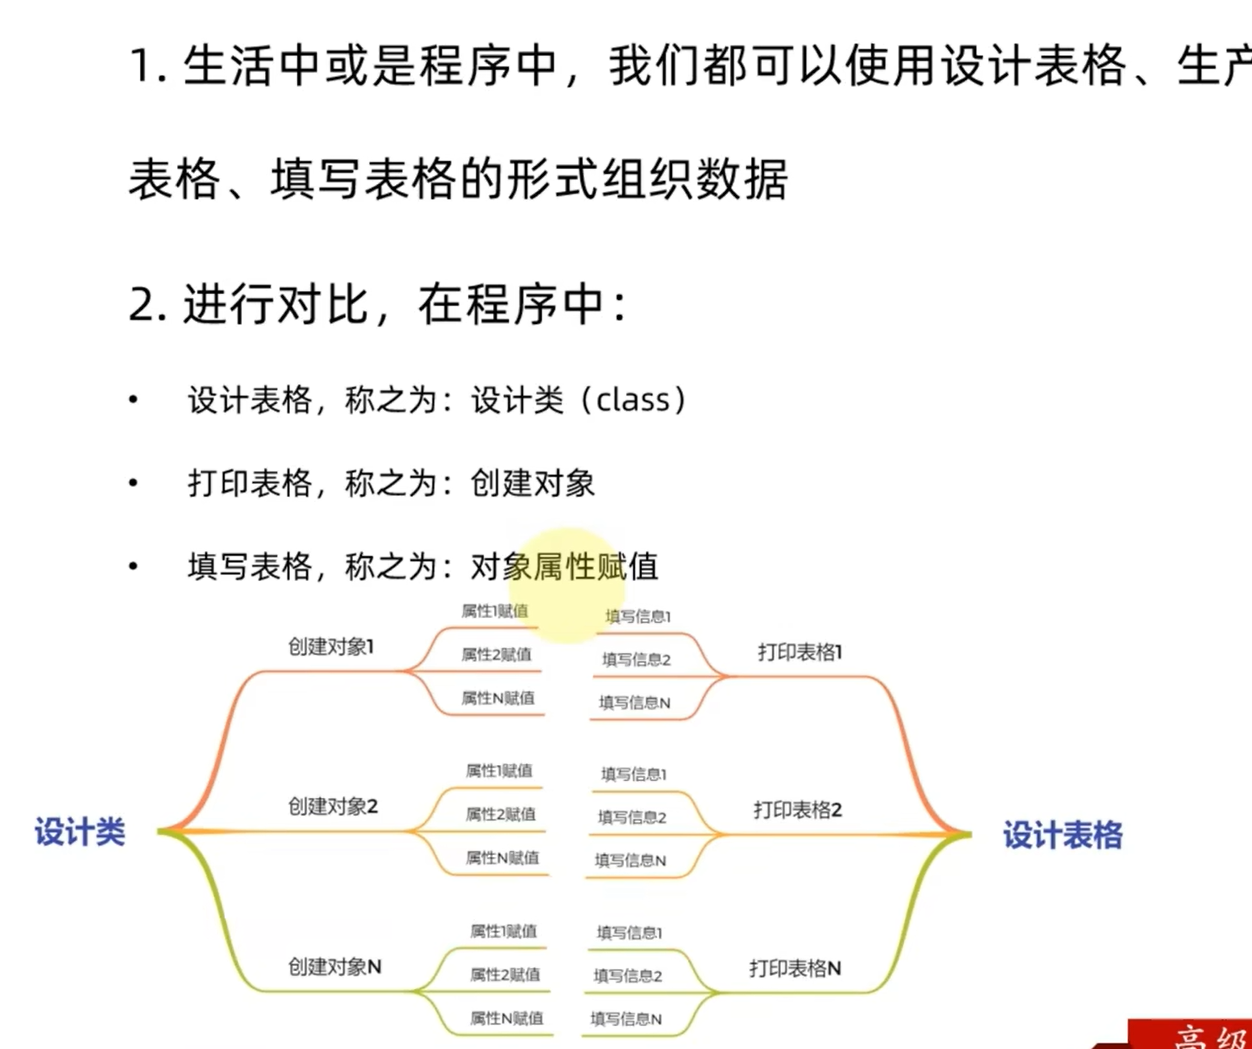 1. 生活中或是程序中，我们都可以使用设计表格、生产
表格、填写表格的形式组织数据
2. 进行对比，在程序中：
• 设计表格，称之为：设计类（class）
• 打印表格，称之为：创建对象
• 填写表格，称之为：对象属性赋值
设计类
创建对象1
属性1赋值
属性2赋值
属性N赋值
创建对象2
属性1赋值
属性2赋值
属性N赋值
创建对象N
属性1赋值
属性2赋值
属性N赋值
填写信息1
填写信息2
填写信息N
打印表格1
填写信息1
填写信息2
填写信息N
打印表格2
填写信息1
填写信息2
填写信息N
打印表格N
设计表格
高级